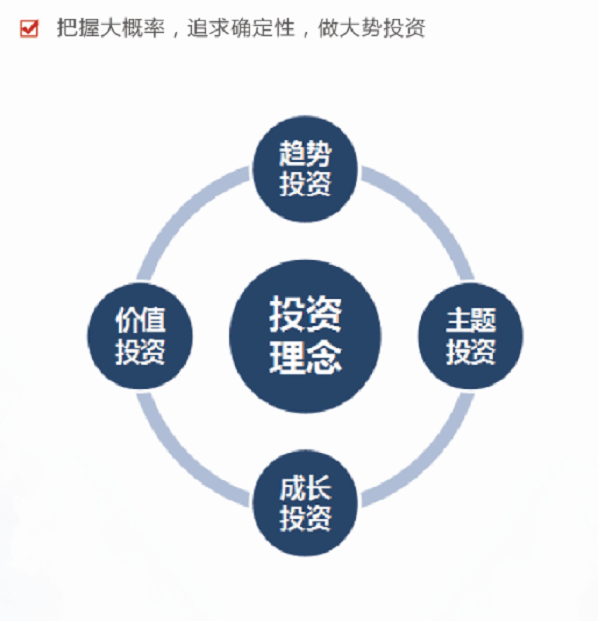 把握大概率，追求确定性，做大势投资
趋势
投资
价值
投资
投资
理念
主题
投资
成长
投资